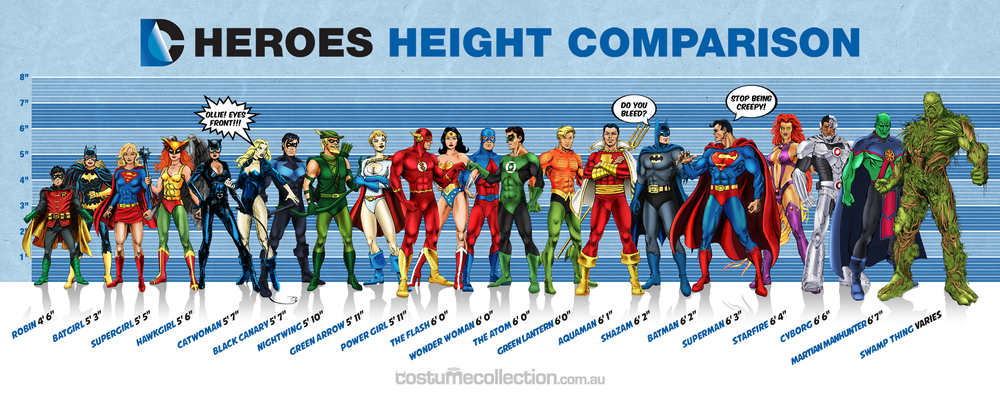 DC HEROES HEIGHT COMPARISON
8"
7"
6"
5"
4"
3"
2"
1"
OLLIE! EYES
FRONT!!!
DO YOU
BLEED?
STOP BEING
CREEPY!
ROBIN 4' 6"
BATGIRL 5' 3"
SUPERGIRL 5' 5"
HAWKGIRL 5' 6"
CATWOMAN 5' 7"
BLACK CANARY 5' 7"
NIGHTWING 5' 10"
GREEN ARROW 5' 11"
POWER GIRL 5' 11"
THE FLASH 6' 0"
WONDER WOMAN 6' 0"
THE ATOM 6' 0"
GREEN LANTERN 6' 0"
AQUAMAN 6' 1"
SHAZAM 6' 2"
BATMAN 6' 2"
SUPERMAN 6' 3"
STARFIRE 6' 4"
CYBORG 6' 6"
MARTIAN MANHUNTER 6' 7"
SWAMP THING VARIES
costumecollection.com.au